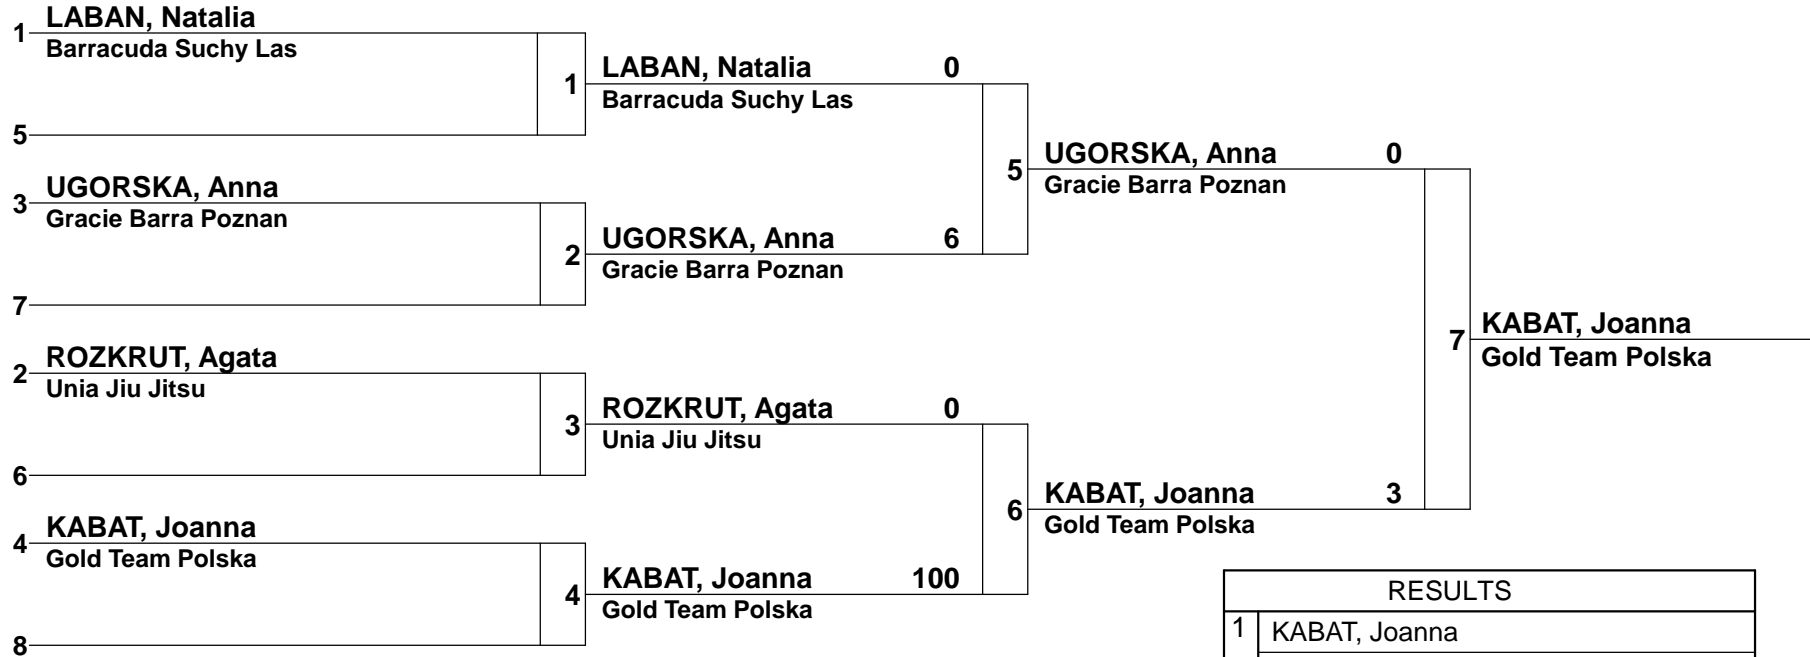 1 LABAN, Natalia
Barracuda Suchy Las
5
1
3 UGORSKA, Anna
Gracie Barra Poznan
7
2
2 ROZKRUT, Agata
Unia Jiu Jitsu
6
3
4 KABAT, Joanna
Gold Team Polska
8
4
LABAN, Natalia 0
Barracuda Suchy Las
UGORSKA, Anna 6
Gracie Barra Poznan
5
ROZKRUT, Agata 0
Unia Jiu Jitsu
KABAT, Joanna 100
Gold Team Polska
6
UGORSKA, Anna 0
Gracie Barra Poznan
KABAT, Joanna 3
Gold Team Polska
7
KABAT, Joanna
Gold Team Polska
RESULTS
1 KABAT, Joanna